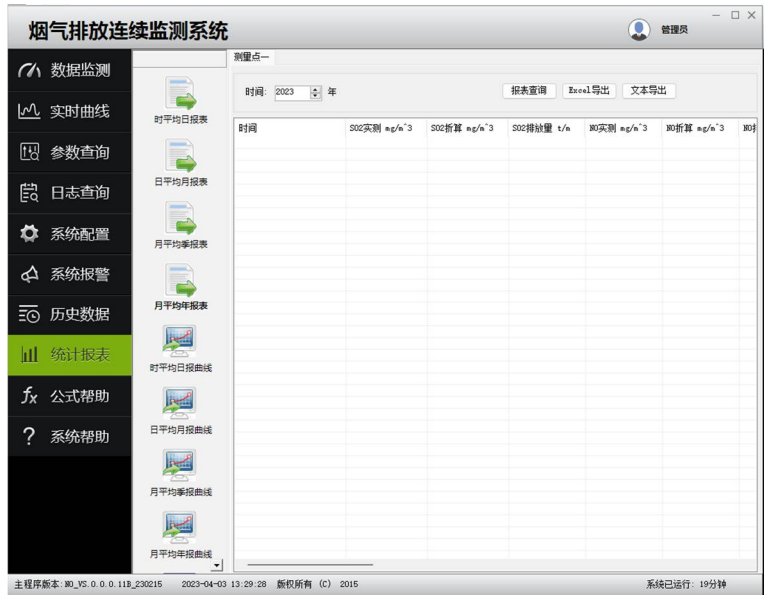 烟气排放连续监测系统
管理员
数据监测
实时曲线
参数查询
日志查询
系统配置
系统报警
历史数据
统计报表
公式帮助
系统帮助
时平均日报表
日平均月报表
月平均季报表
月平均年报表
时平均日报曲线
日平均月报曲线
月平均季报曲线
月平均年报曲线
测量点一
时间: 2023 年 报表查询 Excel导出 文本导出
时间 SO2实测 mg/m^3 SO2折算 mg/m^3 SO2排放量 t/m NO实测 mg/m^3 NO折算 mg/m^3 NO排
主程序版本:NO_VS.0.0.0.11B_230215 2023-04-03 13:29:28 版权所有 (C) 2015 系统已运行: 19分钟